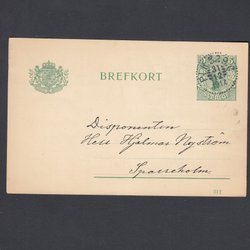 BREFKORT
Disponenten
Herr Hjalmar Nyström
Sparreholm